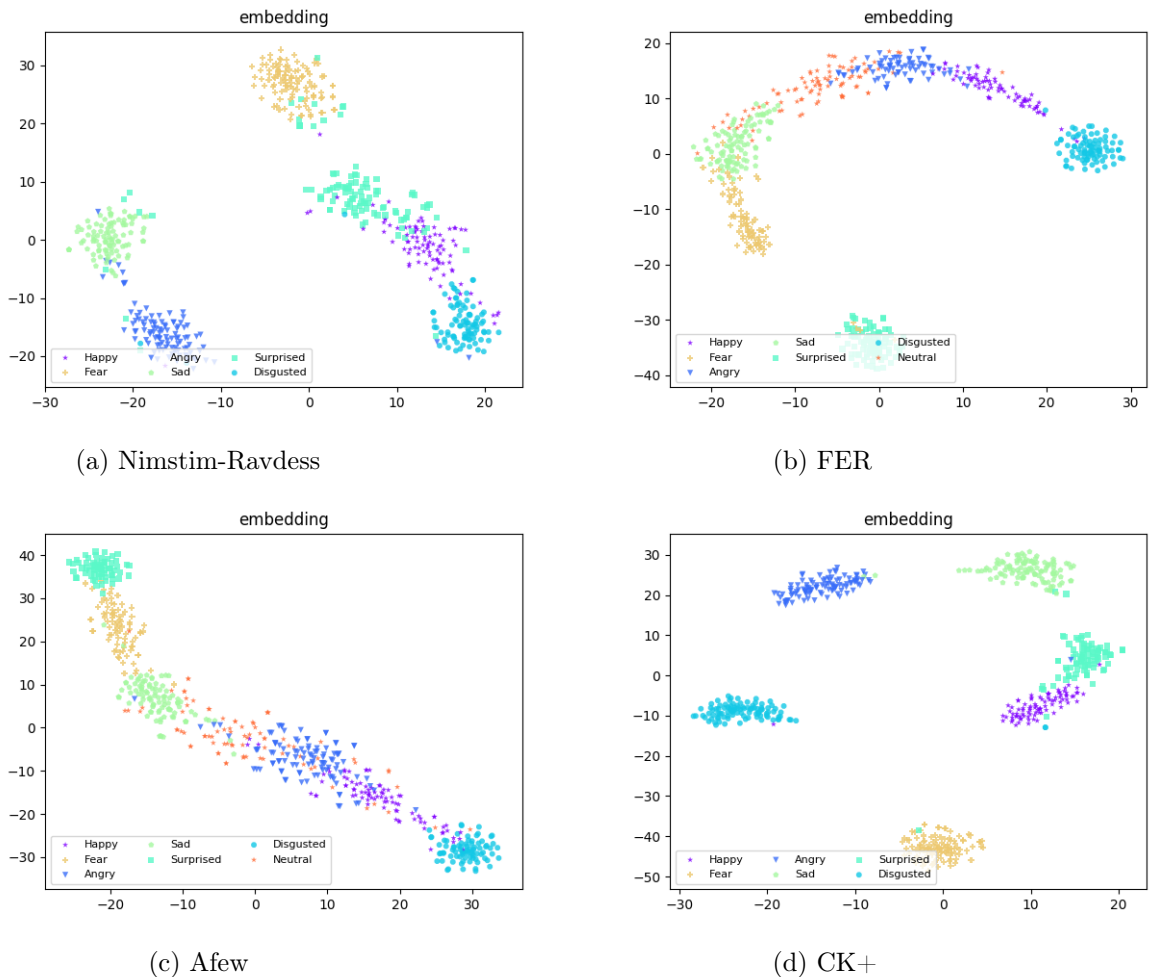 embedding
30
20
10
0
−10
−20
−30 −20 −10 0 10 20
Happy Angry Surprised
Fear Sad Disgusted
(a) Nimstim-Ravdess
embedding
20
10
0
−10
−20
−30
−40
−20 −10 0 10 20 30
Happy Sad Disgusted
Fear Surprised Neutral
Angry
(b) FER
embedding
40
30
20
10
0
−10
−20
−30
−20 −10 0 10 20 30
Happy Sad Disgusted
Fear Surprised Neutral
Angry
(c) Afew
embedding
30
20
10
0
−10
−20
−30
−40
−50
−30 −20 −10 0 10 20
Happy Angry Surprised
Fear Sad Disgusted
(d) CK+